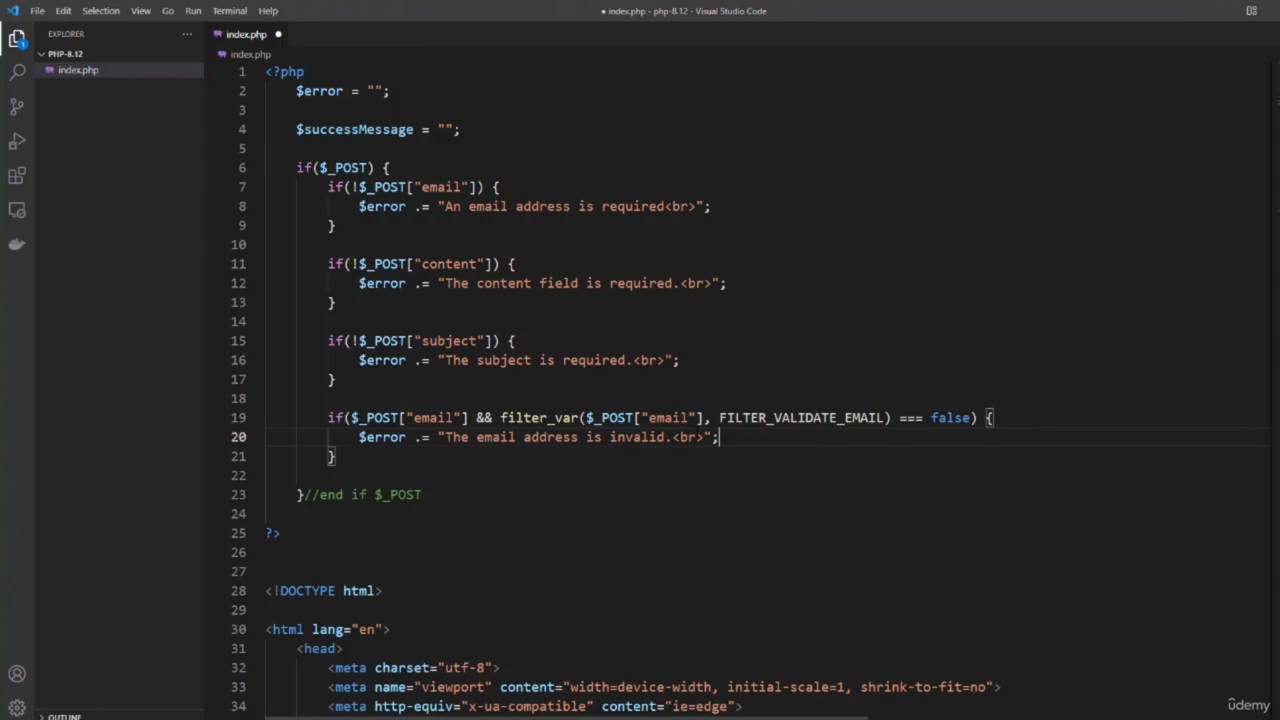 File Edit Selection View Go Run Terminal Help
● index.php - php-8.12 - Visual Studio Code
EXPLORER ...
index.php ●
PHP-8.12
index.php
index.php
1 <?php
2 $error = "";
3
4 $successMessage = "";
5
6 if($_POST) {
7 if(!$_POST["email"]) {
8 $error .= "An email address is required<br>";
9 }
10
11 if(!$_POST["content"]) {
12 $error .= "The content field is required.<br>";
13 }
14
15 if(!$_POST["subject"]) {
16 $error .= "The subject is required.<br>";
17 }
18
19 if($_POST["email"] && filter_var($_POST["email"], FILTER_VALIDATE_EMAIL) === false) {
20 $error .= "The email address is invalid.<br>";
21 }
22
23 }//end if $_POST
24
25 ?>
26
27
28 <!DOCTYPE html>
29
30 <html lang="en">
31 <head>
32 <meta charset="utf-8">
33 <meta name="viewport" content="width=device-width, initial-scale=1, shrink-to-fit=no">
34 <meta http-equiv="x-ua-compatible" content="ie=edge">
OUTLINE
1
ûdemy